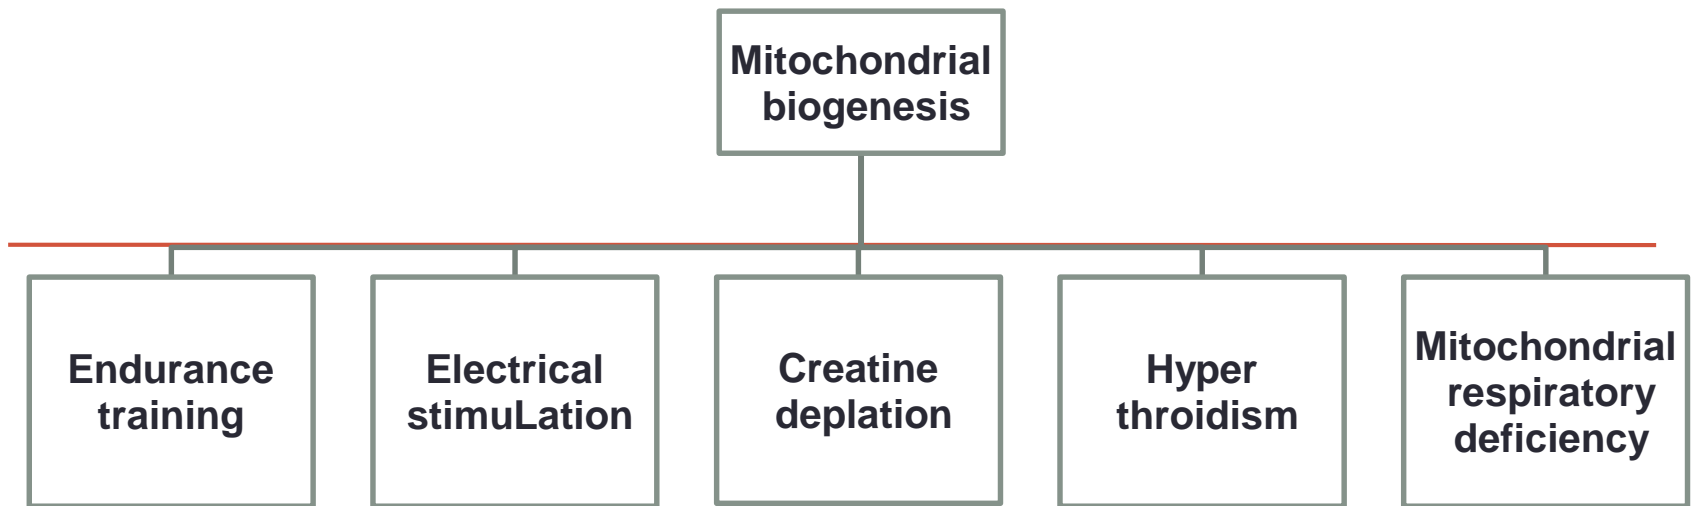 Mitochondrial
biogenesis
Endurance
training
Electrical
stimuLation
Creatine
deplation
Hyper
throidism
Mitochondrial
respiratory
deficiency